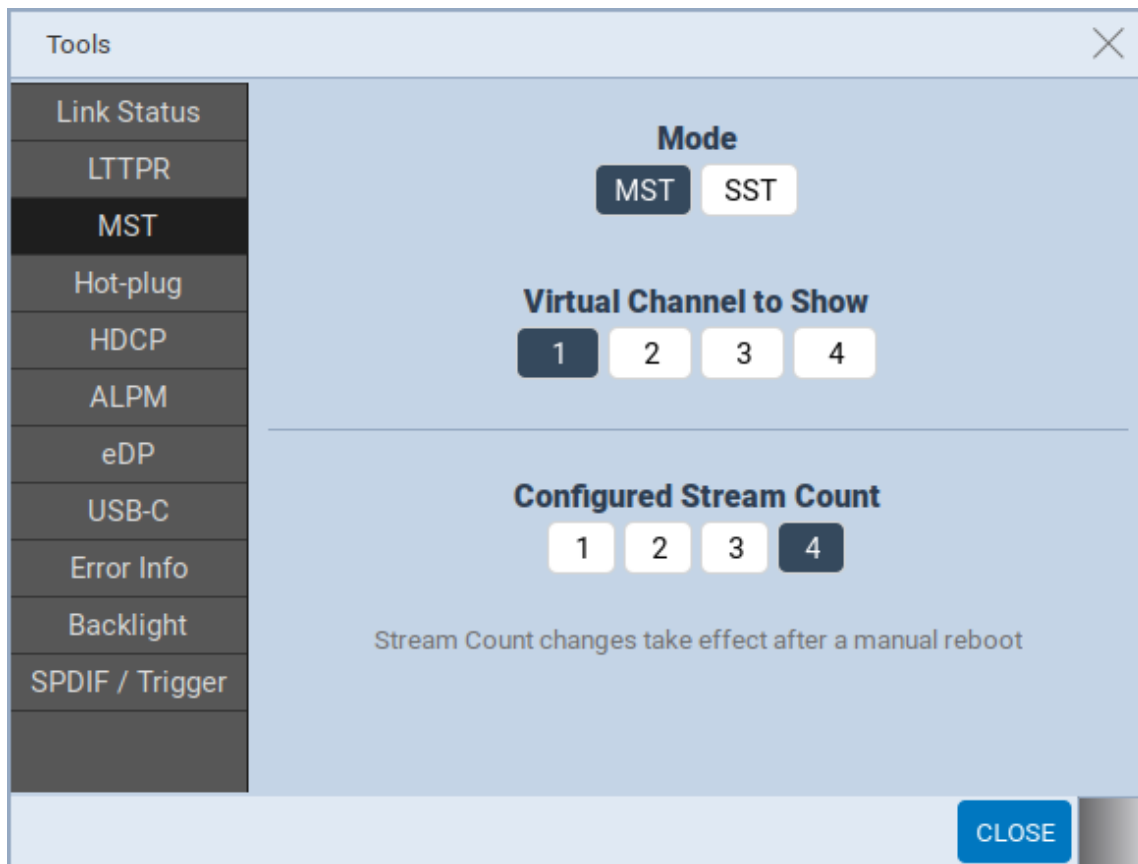 Tools
Link Status
LTTPR
MST
Hot-plug
HDCP
ALPM
eDP
USB-C
Error Info
Backlight
SPDIF / Trigger
Mode
MST SST
Virtual Channel to Show
1 2 3 4
Configured Stream Count
1 2 3 4
Stream Count changes take effect after a manual reboot
CLOSE